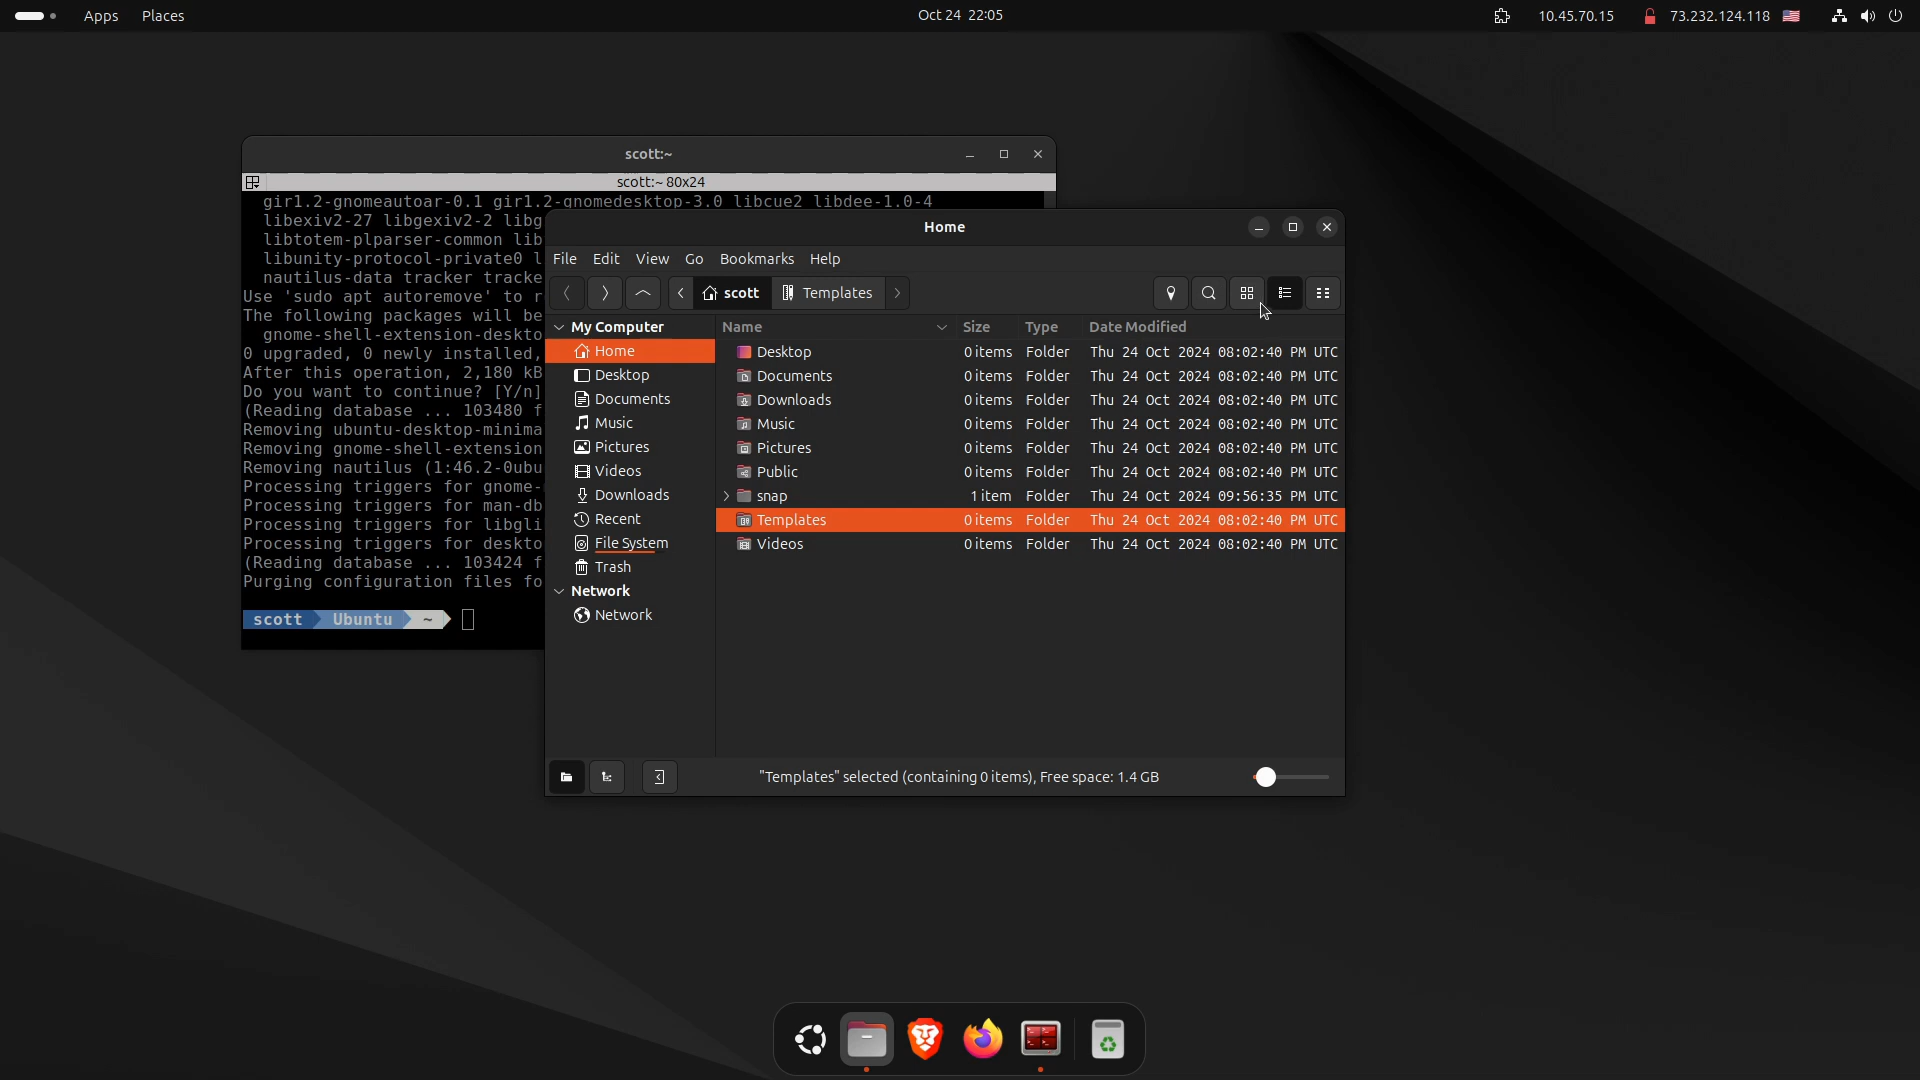 Apps Places Oct 24 22:05 10.45.70.15 73.232.124.118
scott:~
scott:~ 80x24
gir1.2-gnomeautoar-0.1 gir1.2-gnomedesktop-3.0 libcue2 libdee-1.0-4
libexiv2-27 libgexiv2-2 libg
libtotem-plparser-common lib
libunity-protocol-private0 l
nautilus-data tracker tracke
Use 'sudo apt autoremove' to r
The following packages will be
gnome-shell-extension-deskto
0 upgraded, 0 newly installed,
After this operation, 2,180 kB
Do you want to continue? [Y/n]
(Reading database ... 103480 f
Removing ubuntu-desktop-minima
Removing gnome-shell-extension
Removing nautilus (1:46.2-0ubu
Processing triggers for gnome-
Processing triggers for man-db
Processing triggers for libgli
Processing triggers for deskto
(Reading database ... 103424 f
Purging configuration files fo
scott Ubuntu ~
Home
File Edit View Go Bookmarks Help
scott Templates
My Computer
Home
Desktop
Documents
Music
Pictures
Videos
Downloads
Recent
File System
Trash
Network
Network
Name Size Type Date Modified
Desktop 0 items Folder Thu 24 Oct 2024 08:02:40 PM UTC
Documents 0 items Folder Thu 24 Oct 2024 08:02:40 PM UTC
Downloads 0 items Folder Thu 24 Oct 2024 08:02:40 PM UTC
Music 0 items Folder Thu 24 Oct 2024 08:02:40 PM UTC
Pictures 0 items Folder Thu 24 Oct 2024 08:02:40 PM UTC
Public 0 items Folder Thu 24 Oct 2024 08:02:40 PM UTC
snap 1 item Folder Thu 24 Oct 2024 09:56:35 PM UTC
Templates 0 items Folder Thu 24 Oct 2024 08:02:40 PM UTC
Videos 0 items Folder Thu 24 Oct 2024 08:02:40 PM UTC
"Templates" selected (containing 0 items), Free space: 1.4 GB